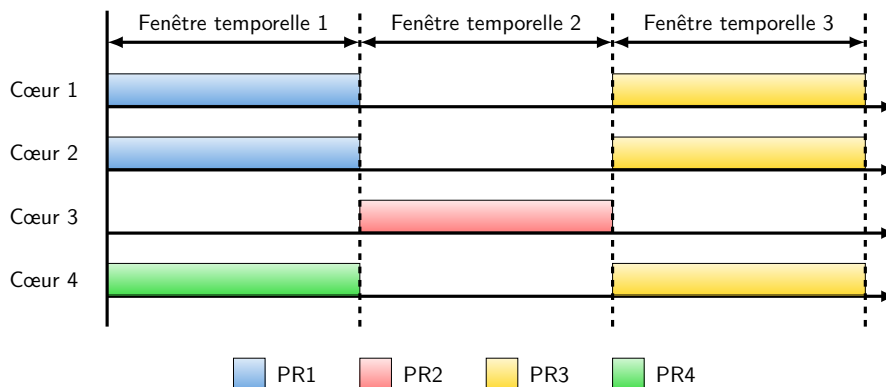 Fenêtre temporelle 1 Fenêtre temporelle 2 Fenêtre temporelle 3
Cœur 1
Cœur 2
Cœur 3
Cœur 4
PR1 PR2 PR3 PR4